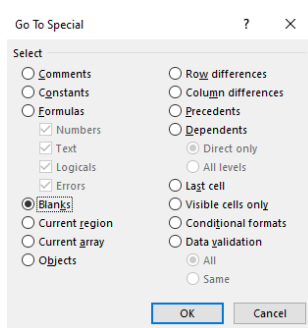 Go To Special ? ×
Select
Comments
Constants
Formulas
Numbers
Text
Logicals
Errors
Blanks
Current region
Current array
Objects
Row differences
Column differences
Precedents
Dependents
Direct only
All levels
Last cell
Visible cells only
Conditional formats
Data validation
All
Same
OK Cancel